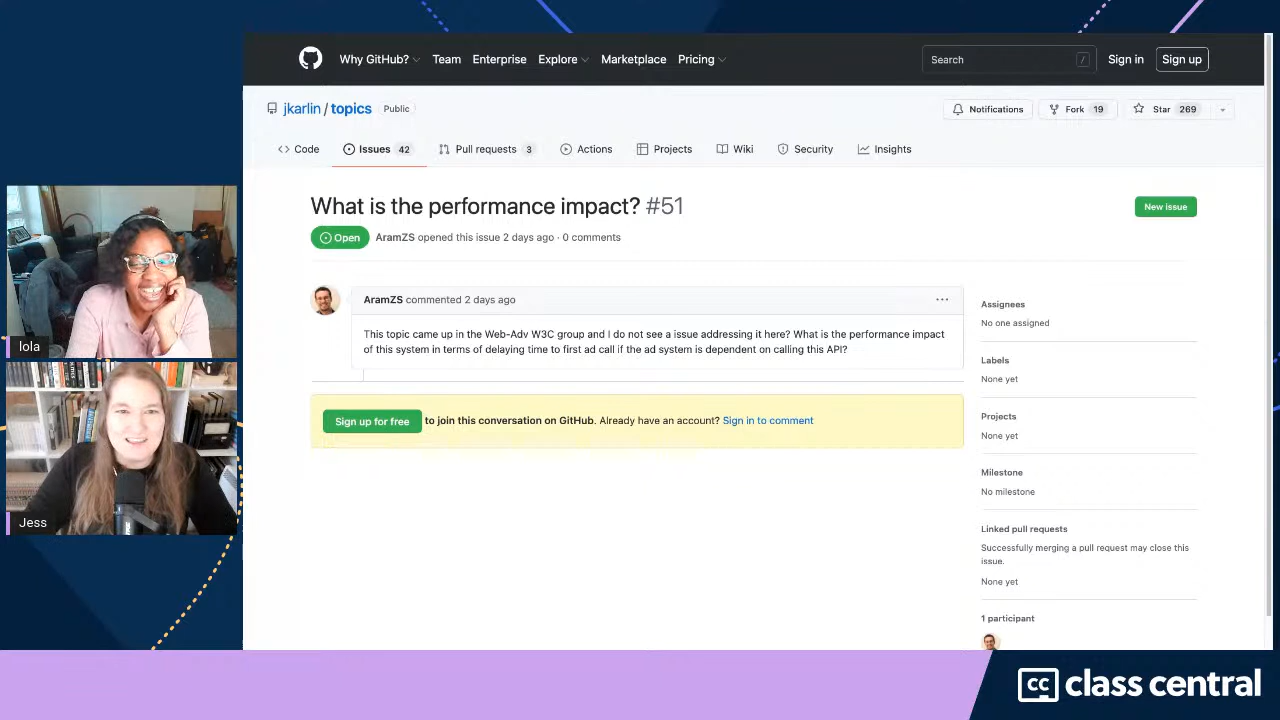 Why GitHub? Team Enterprise Explore Marketplace Pricing Search / Sign in Sign up
jkarlin / topics Public Notifications Fork 19 Star 269
Code Issues 42 Pull requests 3 Actions Projects Wiki Security Insights
What is the performance impact? #51
New issue
Open AramZS opened this issue 2 days ago · 0 comments
AramZS commented 2 days ago ···
This topic came up in the Web-Adv W3C group and I do not see a issue addressing it here? What is the performance impact
of this system in terms of delaying time to first ad call if the ad system is dependent on calling this API?
Sign up for free to join this conversation on GitHub. Already have an account? Sign in to comment
Assignees
No one assigned
Labels
None yet
Projects
None yet
Milestone
No milestone
Linked pull requests
Successfully merging a pull request may close this
issue.
None yet
1 participant
Iola
Jess
cc class central